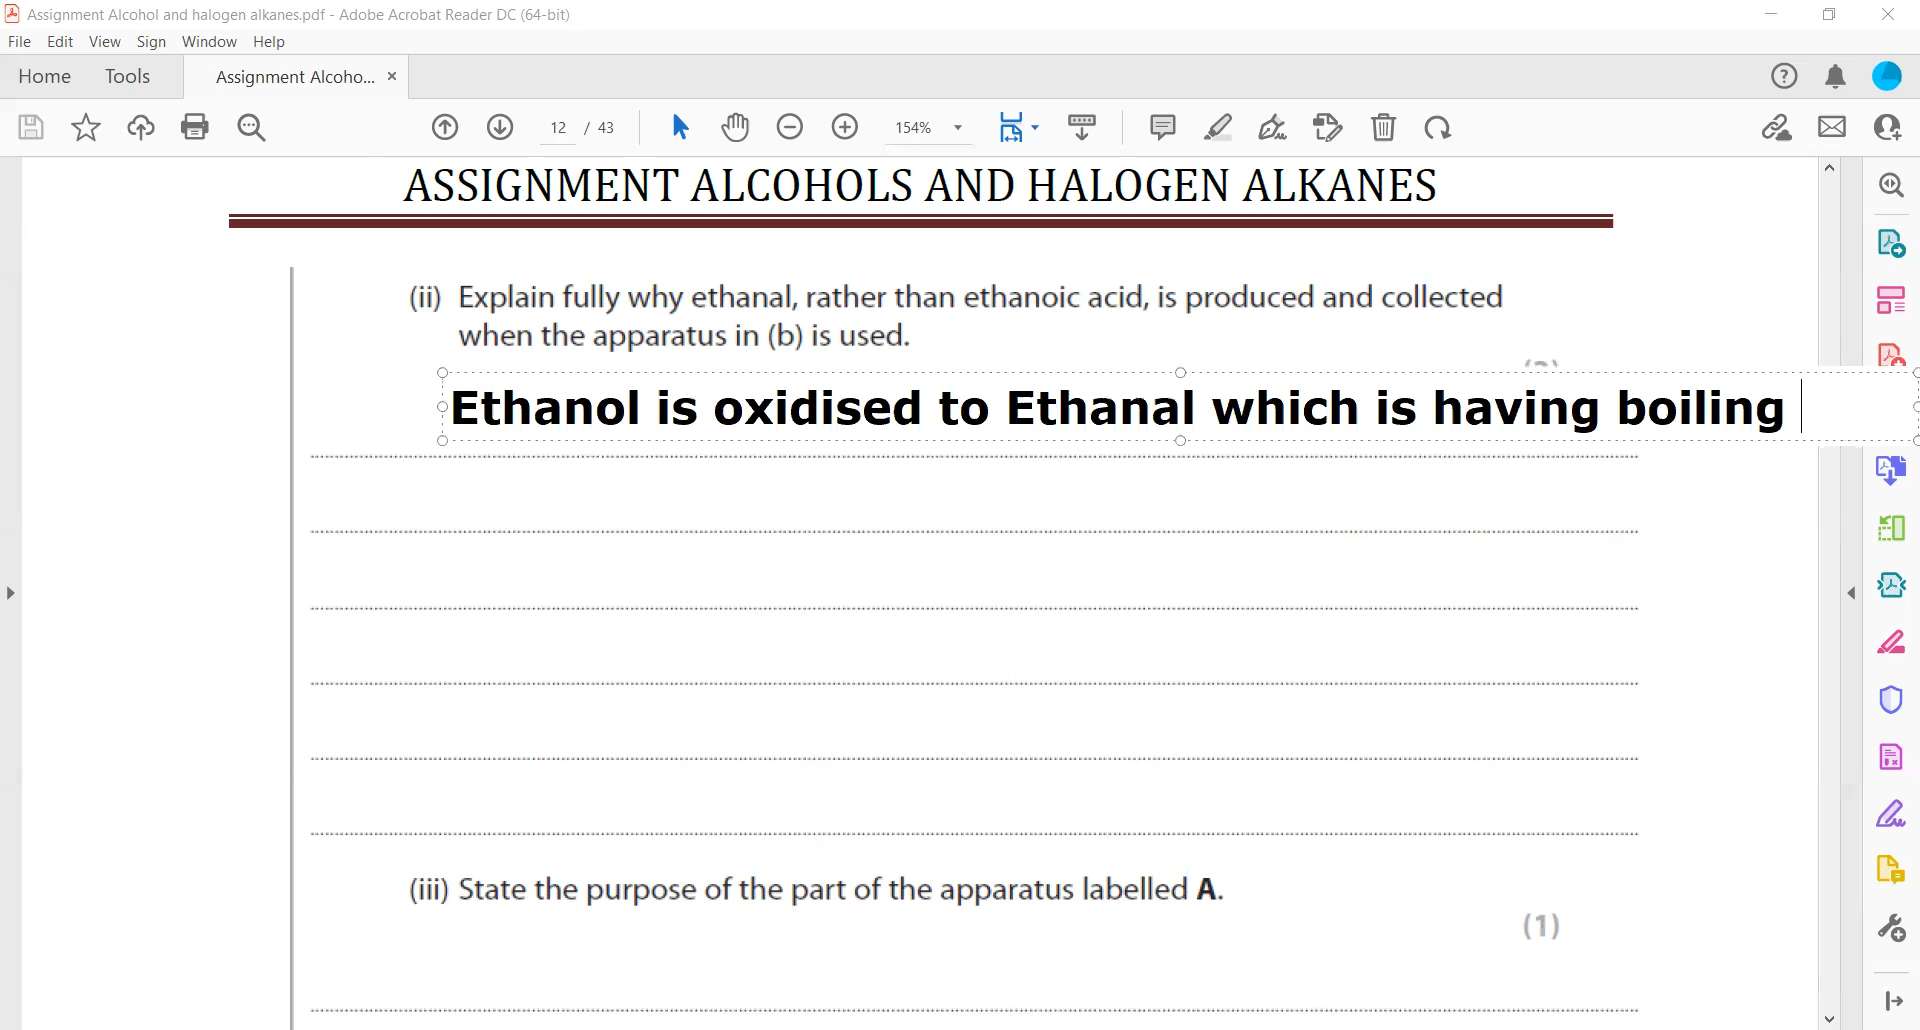 Assignment Alcohol and halogen alkanes.pdf - Adobe Acrobat Reader DC (64-bit)
File Edit View Sign Window Help
Home Tools Assignment Alcoho... ×
12 / 43 154%
ASSIGNMENT ALCOHOLS AND HALOGEN ALKANES
(ii) Explain fully why ethanal, rather than ethanoic acid, is produced and collected
when the apparatus in (b) is used.
Ethanol is oxidised to Ethanal which is having boiling
(iii) State the purpose of the part of the apparatus labelled A.
(1)